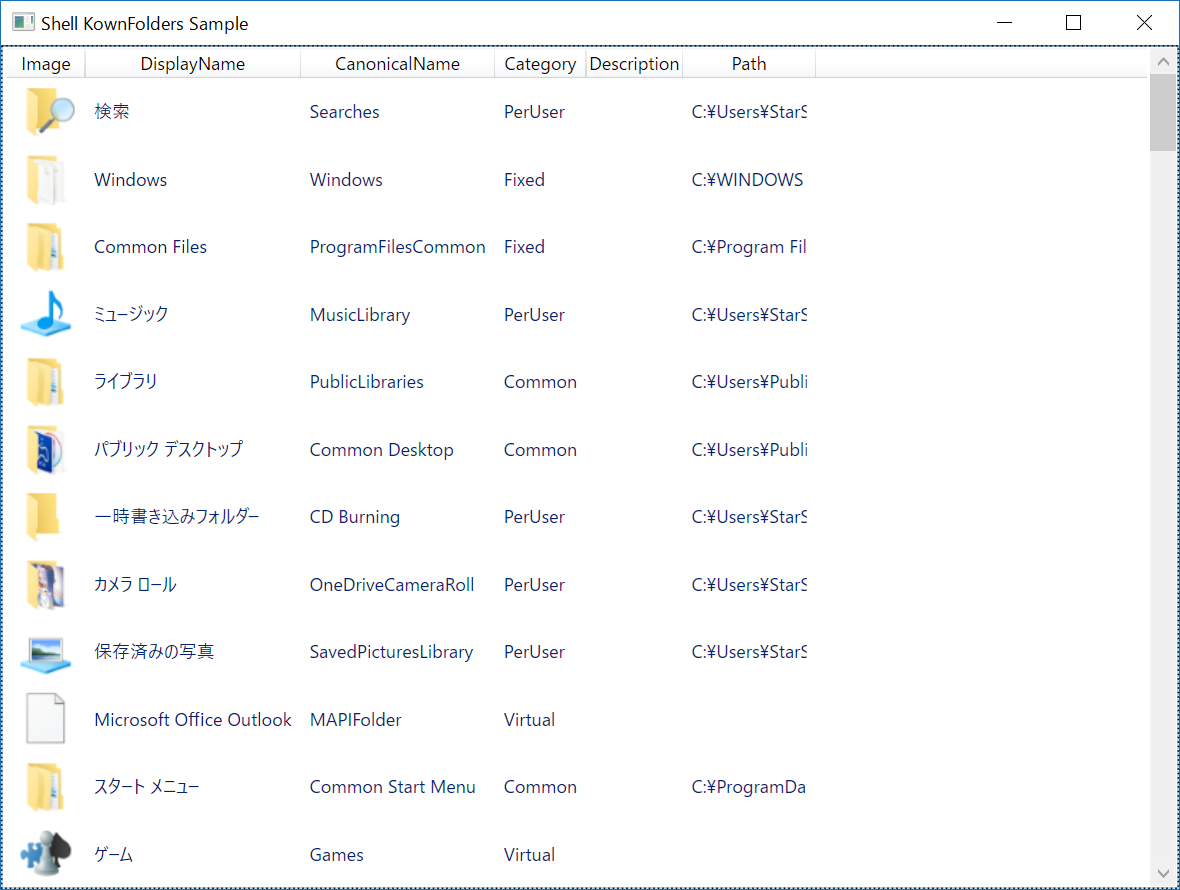 Shell KownFolders Sample
Image DisplayName CanonicalName Category Description Path
検索 Searches PerUser C:¥Users¥StarS
Windows Windows Fixed C:¥WINDOWS
Common Files ProgramFilesCommon Fixed C:¥Program Fil
ミュージック MusicLibrary PerUser C:¥Users¥StarS
ライブラリ PublicLibraries Common C:¥Users¥Publi
パブリック デスクトップ Common Desktop Common C:¥Users¥Publi
一時書き込みフォルダー CD Burning PerUser C:¥Users¥StarS
カメラ ロール OneDriveCameraRoll PerUser C:¥Users¥StarS
保存済みの写真 SavedPicturesLibrary PerUser C:¥Users¥StarS
Microsoft Office Outlook MAPIFolder Virtual
スタート メニュー Common Start Menu Common C:¥ProgramDa
ゲーム Games Virtual